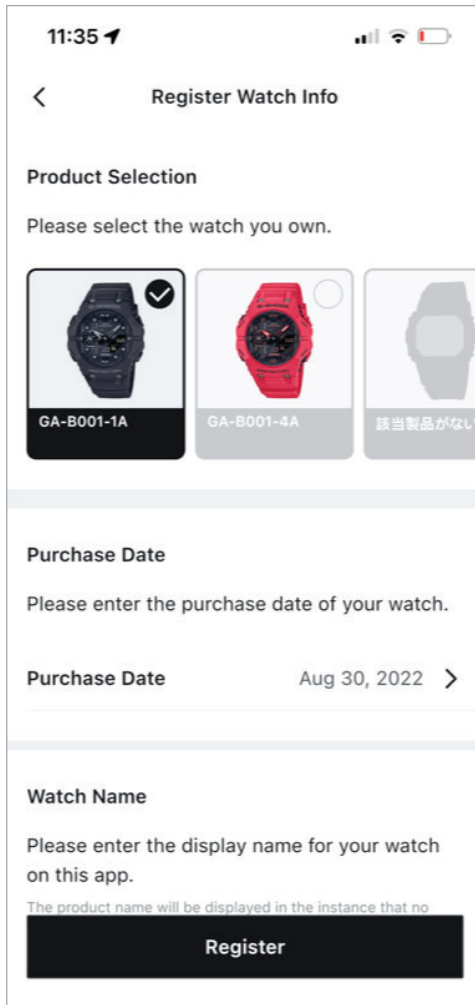 11:35
Register Watch Info
Product Selection
Please select the watch you own.
GA-B001-1A
GA-B001-4A
該当製品がない
Purchase Date
Please enter the purchase date of your watch.
Purchase Date Aug 30, 2022
Watch Name
Please enter the display name for your watch
on this app.
The product name will be displayed in the instance that no
Register